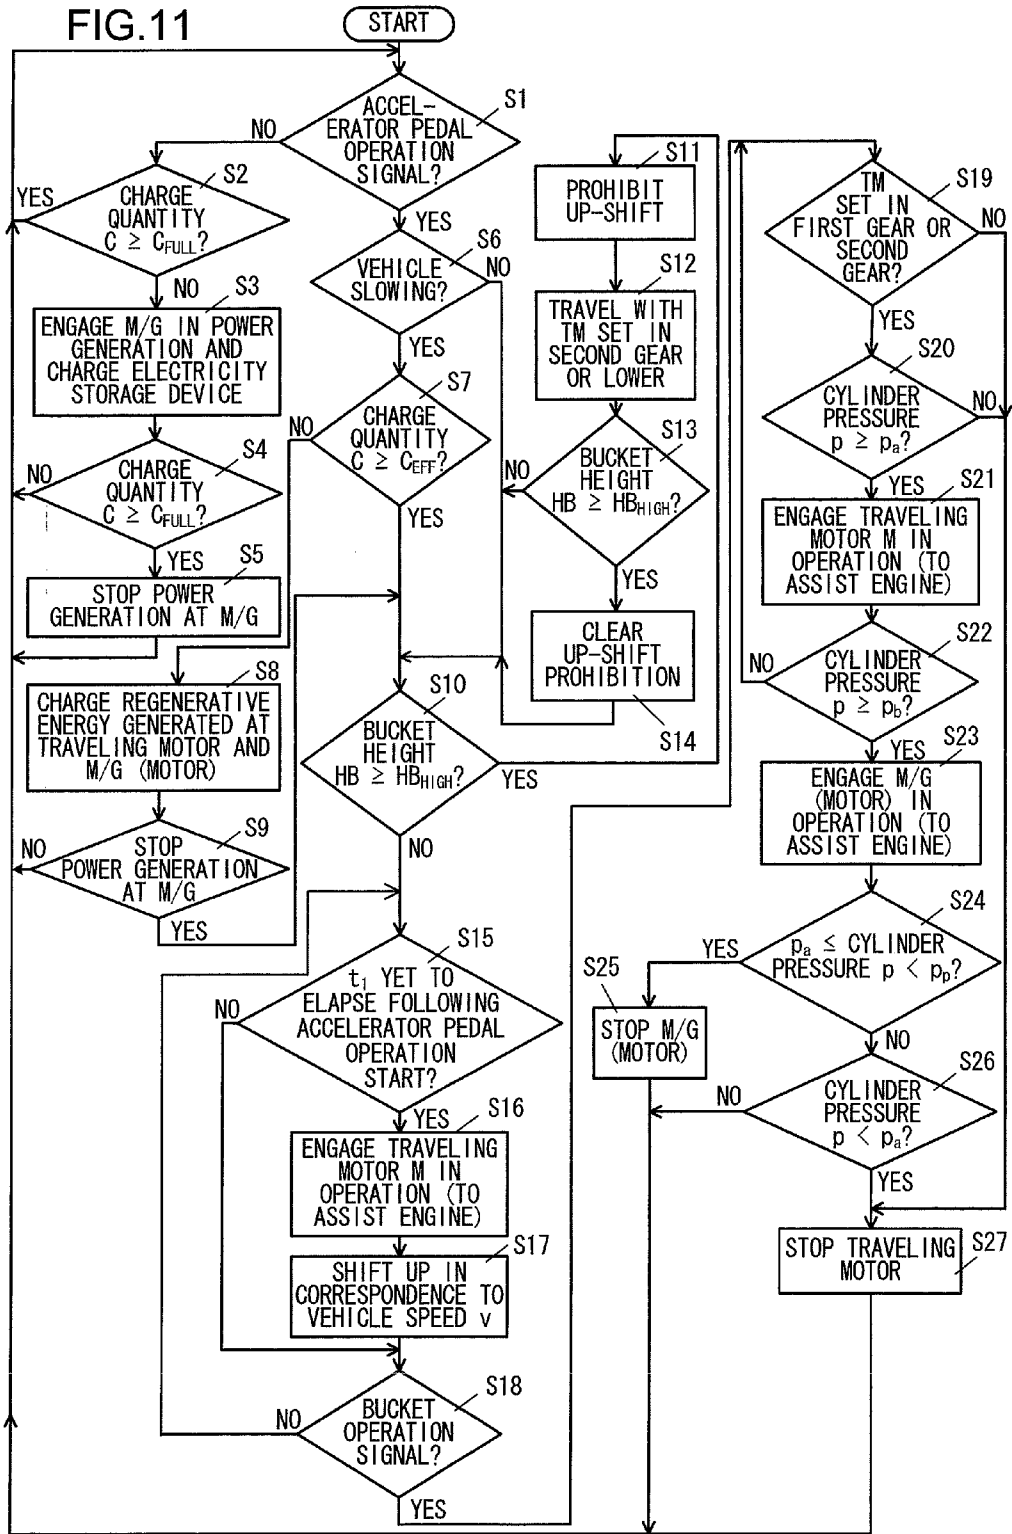 FIG.11
START
ACCEL-
ERATOR PEDAL
OPERATION
SIGNAL?
S1
NO
YES
CHARGE
QUANTITY
C ≥ CFULL?
S2
YES
NO
ENGAGE M/G IN POWER
GENERATION AND
CHARGE ELECTRICITY
STORAGE DEVICE
S3
CHARGE
QUANTITY
C ≥ CFULL?
S4
NO
YES
STOP POWER
GENERATION AT M/G
S5
VEHICLE
SLOWING?
S6
NO
YES
CHARGE
QUANTITY
C ≥ CEFF?
S7
NO
YES
CHARGE REGENERATIVE
ENERGY GENERATED AT
TRAVELING MOTOR AND
M/G (MOTOR)
S8
STOP
POWER GENERATION
AT M/G
S9
NO
YES
BUCKET
HEIGHT
HB ≥ HBHIGH?
S10
YES
NO
PROHIBIT
UP-SHIFT
S11
TRAVEL WITH
TM SET IN
SECOND GEAR
OR LOWER
S12
BUCKET
HEIGHT
HB ≥ HBHIGH?
S13
NO
YES
CLEAR
UP-SHIFT
PROHIBITION
S14
t1 YET TO
ELAPSE FOLLOWING
ACCELERATOR PEDAL
OPERATION
START?
S15
NO
YES
ENGAGE TRAVELING
MOTOR M IN
OPERATION (TO
ASSIST ENGINE)
S16
SHIFT UP IN
CORRESPONDENCE TO
VEHICLE SPEED v
S17
BUCKET
OPERATION
SIGNAL?
S18
NO
YES
TM
SET IN
FIRST GEAR OR
SECOND
GEAR?
S19
NO
YES
CYLINDER
PRESSURE
p ≥ pa?
S20
NO
YES
ENGAGE TRAVELING
MOTOR M IN
OPERATION (TO
ASSIST ENGINE)
S21
CYLINDER
PRESSURE
p ≥ pb?
S22
NO
YES
ENGAGE M/G
(MOTOR) IN
OPERATION (TO
ASSIST ENGINE)
S23
pa ≤ CYLINDER
PRESSURE p < pp?
S24
YES
NO
STOP M/G
(MOTOR)
S25
CYLINDER
PRESSURE
p < pa?
S26
NO
YES
STOP TRAVELING
MOTOR
S27